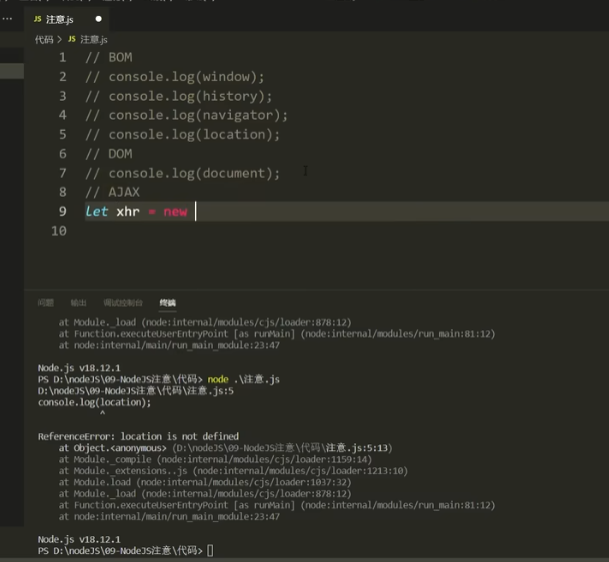 ··· JS 注意.js ●
代码 > JS 注意.js
1 // BOM
2 // console.log(window);
3 // console.log(history);
4 // console.log(navigator);
5 // console.log(location);
6 // DOM
7 // console.log(document);
8 // AJAX
9 let xhr = new
10
问题 输出 调试控制台 终端
at Module._load (node:internal/modules/cjs/loader:878:12)
at Function.executeUserEntryPoint [as runMain] (node:internal/modules/run_main:81:12)
at node:internal/main/run_main_module:23:47
Node.js v18.12.1
PS D:\nodeJS\09-NodeJS注意\代码> node .\注意.js
D:\nodeJS\09-NodeJS注意\代码\注意.js:5
console.log(location);
^
ReferenceError: location is not defined
at Object.<anonymous> (D:\nodeJS\09-NodeJS注意\代码\注意.js:5:13)
at Module._compile (node:internal/modules/cjs/loader:1159:14)
at Module._extensions..js (node:internal/modules/cjs/loader:1213:10)
at Module.load (node:internal/modules/cjs/loader:1037:32)
at Module._load (node:internal/modules/cjs/loader:878:12)
at Function.executeUserEntryPoint [as runMain] (node:internal/modules/run_main:81:12)
at node:internal/main/run_main_module:23:47
Node.js v18.12.1
PS D:\nodeJS\09-NodeJS注意\代码>